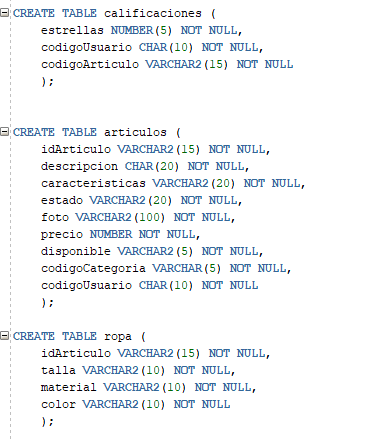 CREATE TABLE calificaciones (
estrellas NUMBER(5) NOT NULL,
codigoUsuario CHAR(10) NOT NULL,
codigoArticulo VARCHAR2(15) NOT NULL
);
CREATE TABLE articulos (
idArticulo VARCHAR2(15) NOT NULL,
descripcion CHAR(20) NOT NULL,
caracteristicas VARCHAR2(20) NOT NULL,
estado VARCHAR2(20) NOT NULL,
foto VARCHAR2(100) NOT NULL,
precio NUMBER NOT NULL,
disponible VARCHAR2(5) NOT NULL,
codigoCategoria VARCHAR(5) NOT NULL,
codigoUsuario CHAR(10) NOT NULL
);
CREATE TABLE ropa (
idArticulo VARCHAR2(15) NOT NULL,
talla VARCHAR2(10) NOT NULL,
material VARCHAR2(10) NOT NULL,
color VARCHAR2(10) NOT NULL
);